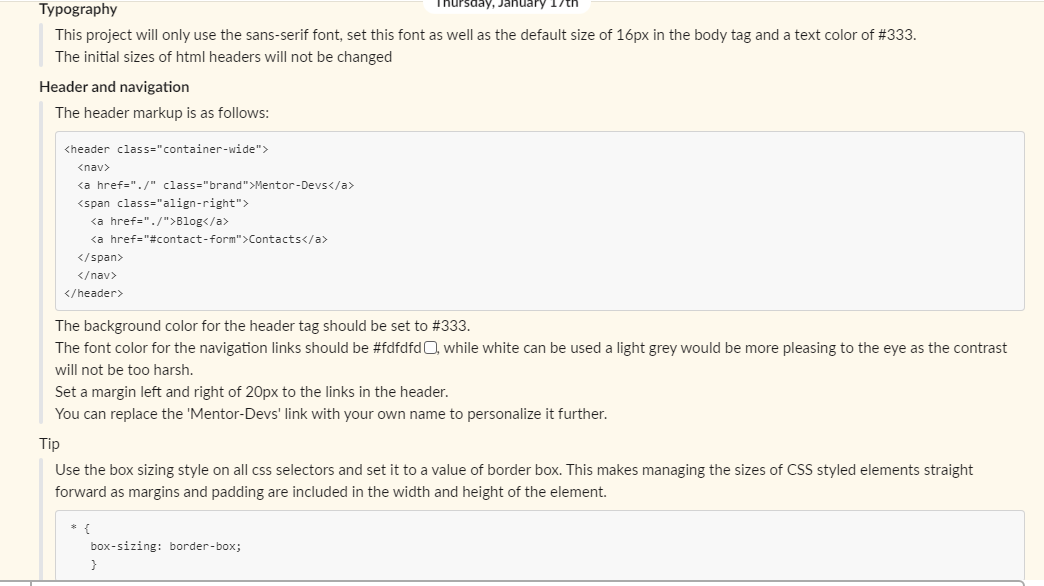 Thursday, January 17th
Typography
This project will only use the sans-serif font, set this font as well as the default size of 16px in the body tag and a text color of #333.
The initial sizes of html headers will not be changed
Header and navigation
The header markup is as follows:
<header class="container-wide">
<nav>
<a href="./" class="brand">Mentor-Devs</a>
<span class="align-right">
<a href="./">Blog</a>
<a href="#contact-form">Contacts</a>
</span>
</nav>
</header>
The background color for the header tag should be set to #333.
The font color for the navigation links should be #fdfdfd, while white can be used a light grey would be more pleasing to the eye as the contrast
will not be too harsh.
Set a margin left and right of 20px to the links in the header.
You can replace the 'Mentor-Devs' link with your own name to personalize it further.
Tip
Use the box sizing style on all css selectors and set it to a value of border box. This makes managing the sizes of CSS styled elements straight
forward as margins and padding are included in the width and height of the element.
* {
box-sizing: border-box;
}